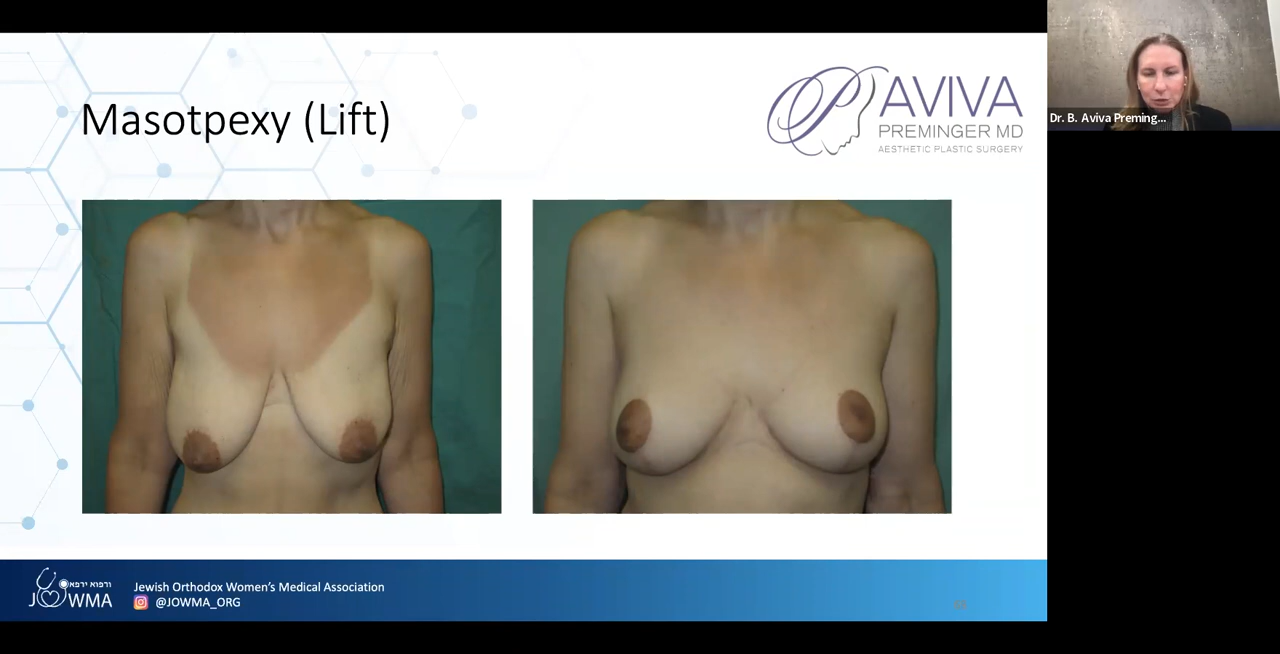 Masotpexy (Lift)
AVIVA
PREMINGER MD
AESTHETIC PLASTIC SURGERY
Dr. B. Aviva Preming...
ורפוא ירפא
JOWMA
Jewish Orthodox Women's Medical Association
@JOWMA_ORG